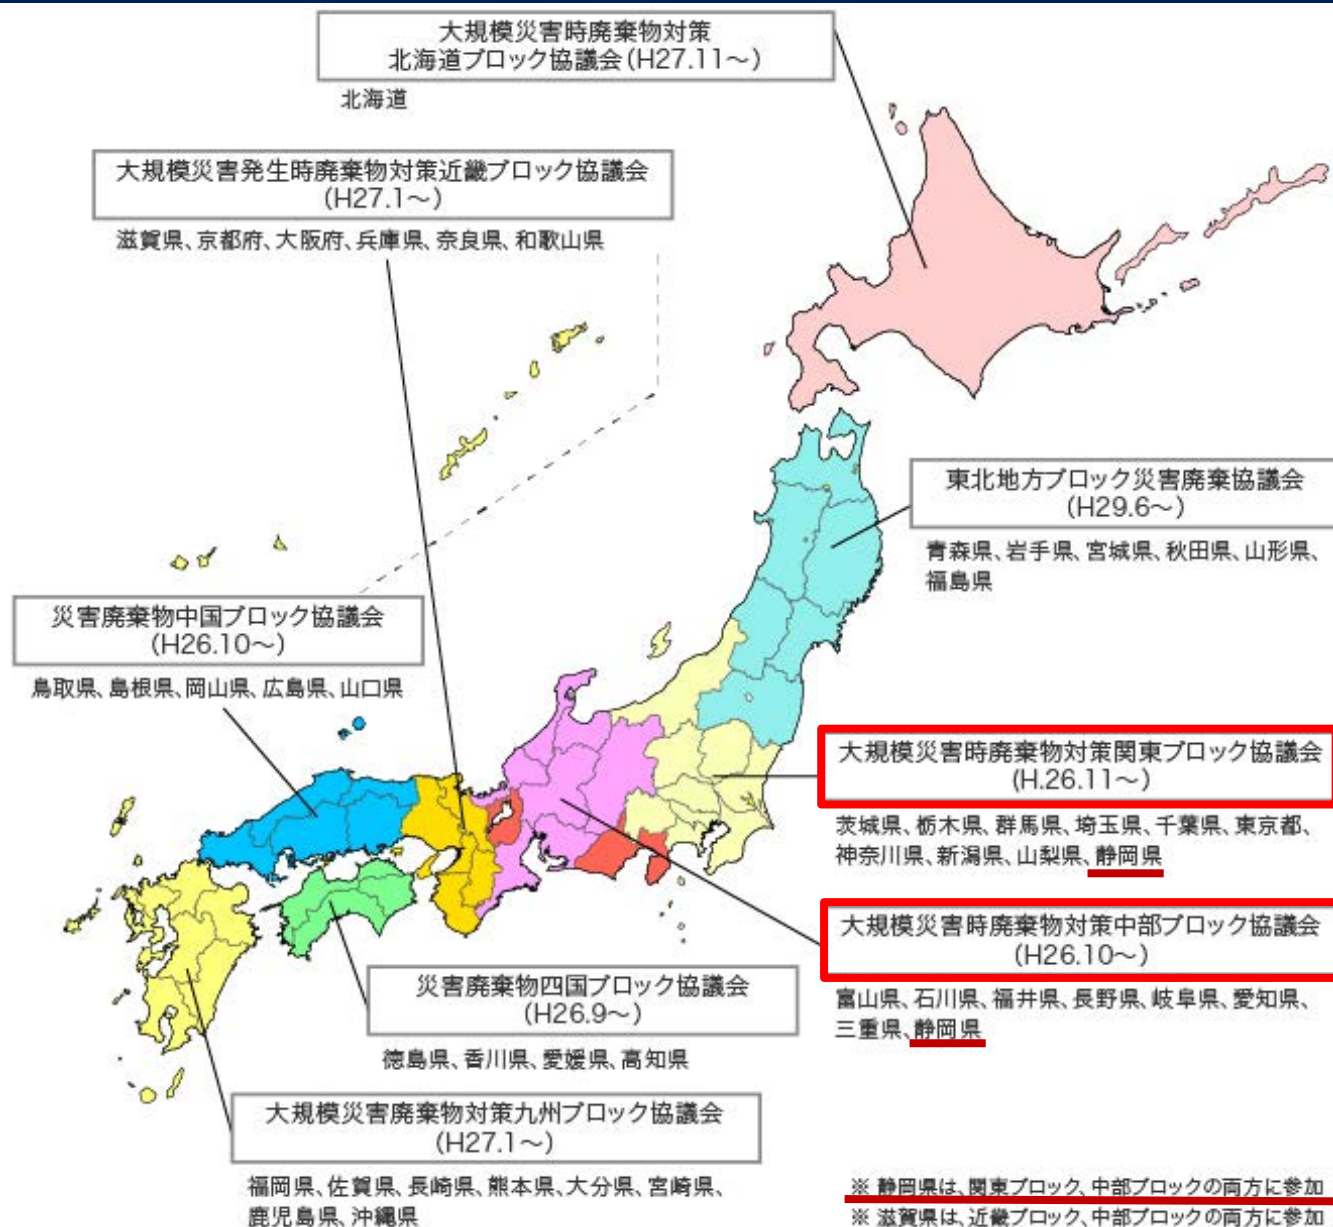 大規模災害時廃棄物対策
北海道ブロック協議会(H27.11～)
北海道
大規模災害発生時廃棄物対策近畿ブロック協議会
(H27.1～)
滋賀県、京都府、大阪府、兵庫県、奈良県、和歌山県
東北地方ブロック災害廃棄協議会
(H29.6～)
青森県、岩手県、宮城県、秋田県、山形県、
福島県
災害廃棄物中国ブロック協議会
(H26.10～)
鳥取県、島根県、岡山県、広島県、山口県
大規模災害時廃棄物対策関東ブロック協議会
(H.26.11～)
茨城県、栃木県、群馬県、埼玉県、千葉県、東京都、
神奈川県、新潟県、山梨県、静岡県
大規模災害時廃棄物対策中部ブロック協議会
(H26.10～)
富山県、石川県、福井県、長野県、岐阜県、愛知県、
三重県、静岡県
災害廃棄物四国ブロック協議会
(H26.9～)
徳島県、香川県、愛媛県、高知県
大規模災害廃棄物対策九州ブロック協議会
(H27.1～)
福岡県、佐賀県、長崎県、熊本県、大分県、宮崎県、
鹿児島県、沖縄県
※ 静岡県は、関東ブロック、中部ブロックの両方に参加
※ 滋賀県は、近畿ブロック、中部ブロックの両方に参加